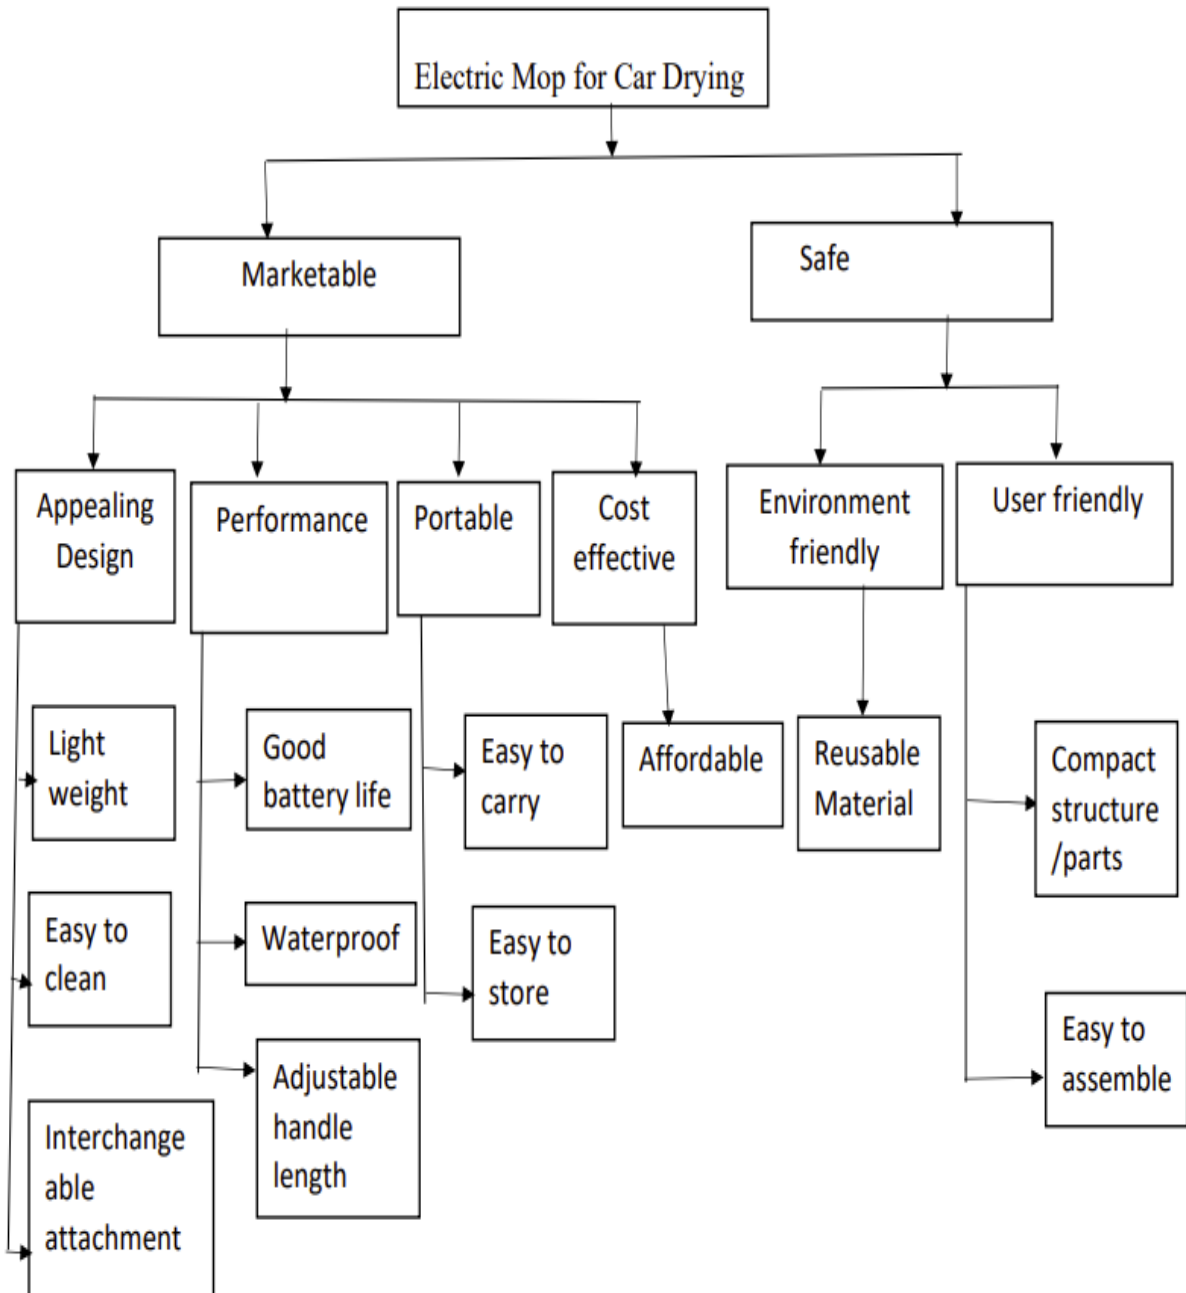 Electric Mop for Car Drying
Marketable
Safe
Appealing
Design
Performance
Portable
Cost
effective
Environment
friendly
User friendly
Light
weight
Good
battery life
Easy to
carry
Affordable
Reusable
Material
Compact
structure
/parts
Easy to
clean
Waterproof
Easy to
store
Easy to
assemble
Adjustable
handle
length
Interchange
able
attachment